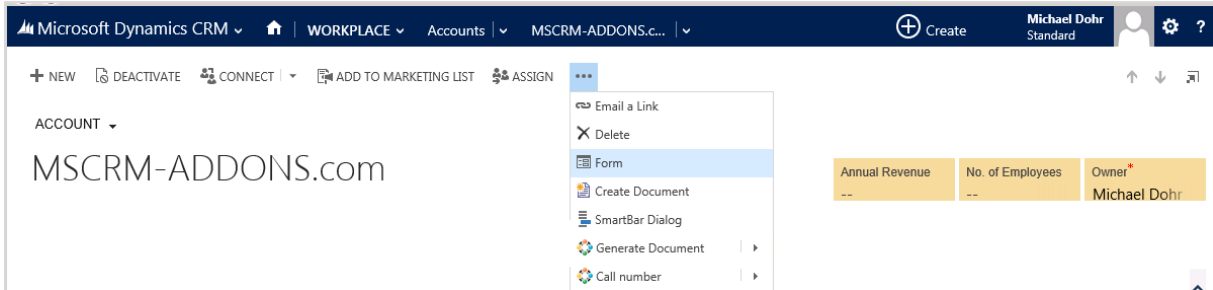 Microsoft Dynamics CRM WORKPLACE Accounts MSCRM-ADDONS.c... Create Michael Dohr
Standard ?
NEW DEACTIVATE CONNECT ADD TO MARKETING LIST ASSIGN •••
Email a Link
ACCOUNT
Delete
MSCRM-ADDONS.com
Form
Annual Revenue No. of Employees Owner*
-- -- Michael Dohr
Create Document
SmartBar Dialog
Generate Document
Call number